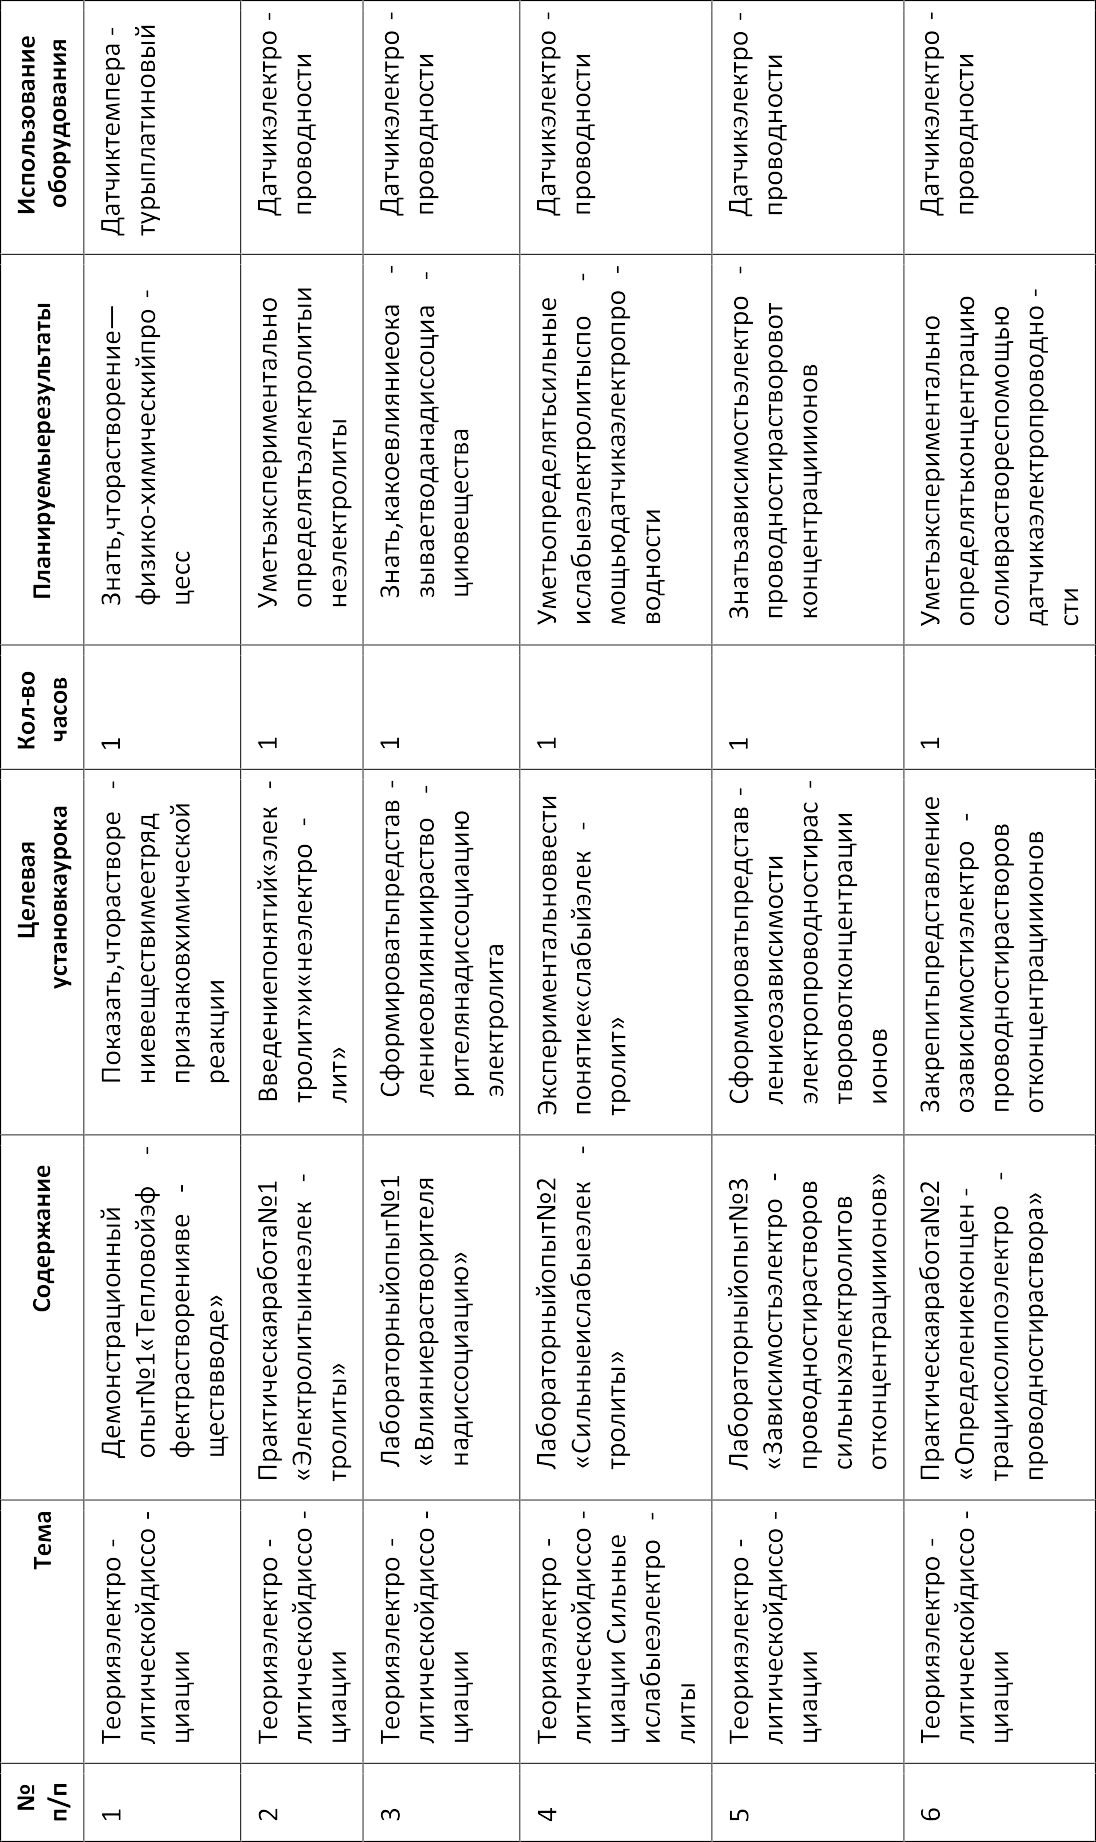 №
п/п
Тема
Содержание
Целевая
установкаурока
Кол-во
часов
Планируемыерезультаты
Использование
оборудования
1
Теорияэлектро -
литическойдиссо -
циации
Демонстрационный
опыт№1«Тепловойэф -
фектрастворенияве -
ществвводе»
Показать,чторастворе -
ниевеществимеетряд
признаковхимической
реакции
1
Знать,чторастворение—
физико-химическийпро -
цесс
Датчиктемпера -
турыплатиновый
2
Теорияэлектро -
литическойдиссо -
циации
Практическаяработа№1
«Электролитыинеэлек -
тролиты»
Введениепонятий«элек -
тролит»и«неэлектро -
лит»
1
Уметьэкспериментально
определятьэлектролитыи
неэлектролиты
Датчикэлектро -
проводности
3
Теорияэлектро -
литическойдиссо -
циации
Лабораторныйопыт№1
«Влияниерастворителя
надиссоциацию»
Сформироватьпредстав -
лениеовлияниираство -
рителянадиссоциацию
электролита
1
Знать,какоевлияниеока -
зываетводанадиссоциа -
циювещества
Датчикэлектро -
проводности
4
Теорияэлектро -
литическойдиссо -
циации Сильные
ислабыеэлектро -
литы
Лабораторныйопыт№2
«Сильныеислабыеэлек -
тролиты»
Экспериментальноввести
понятие«слабыйэлек -
тролит»
1
Уметьопределятьсильные
ислабыеэлектролитыспо -
мощьюдатчикаэлектропро -
водности
Датчикэлектро -
проводности
5
Теорияэлектро -
литическойдиссо -
циации
Лабораторныйопыт№3
«Зависимостьэлектро -
проводностирастворов
сильныхэлектролитов
отконцентрацииионов»
Сформироватьпредстав -
лениеозависимости
электропроводностирас -
творовотконцентрации
ионов
1
Знатьзависимостьэлектро -
проводностирастворовот
концентрацииионов
Датчикэлектро -
проводности
6
Теорияэлектро -
литическойдиссо -
циации
Практическаяработа№2
«Определениеконцен -
трациисолипоэлектро -
проводностираствора»
Закрепитьпредставление
озависимостиэлектро -
проводностирастворов
отконцентрацииионов
1
Уметьэкспериментально
определятьконцентрацию
соливрастворе​спомощью
датчикаэлектропроводно -
сти
Датчикэлектро -
проводности